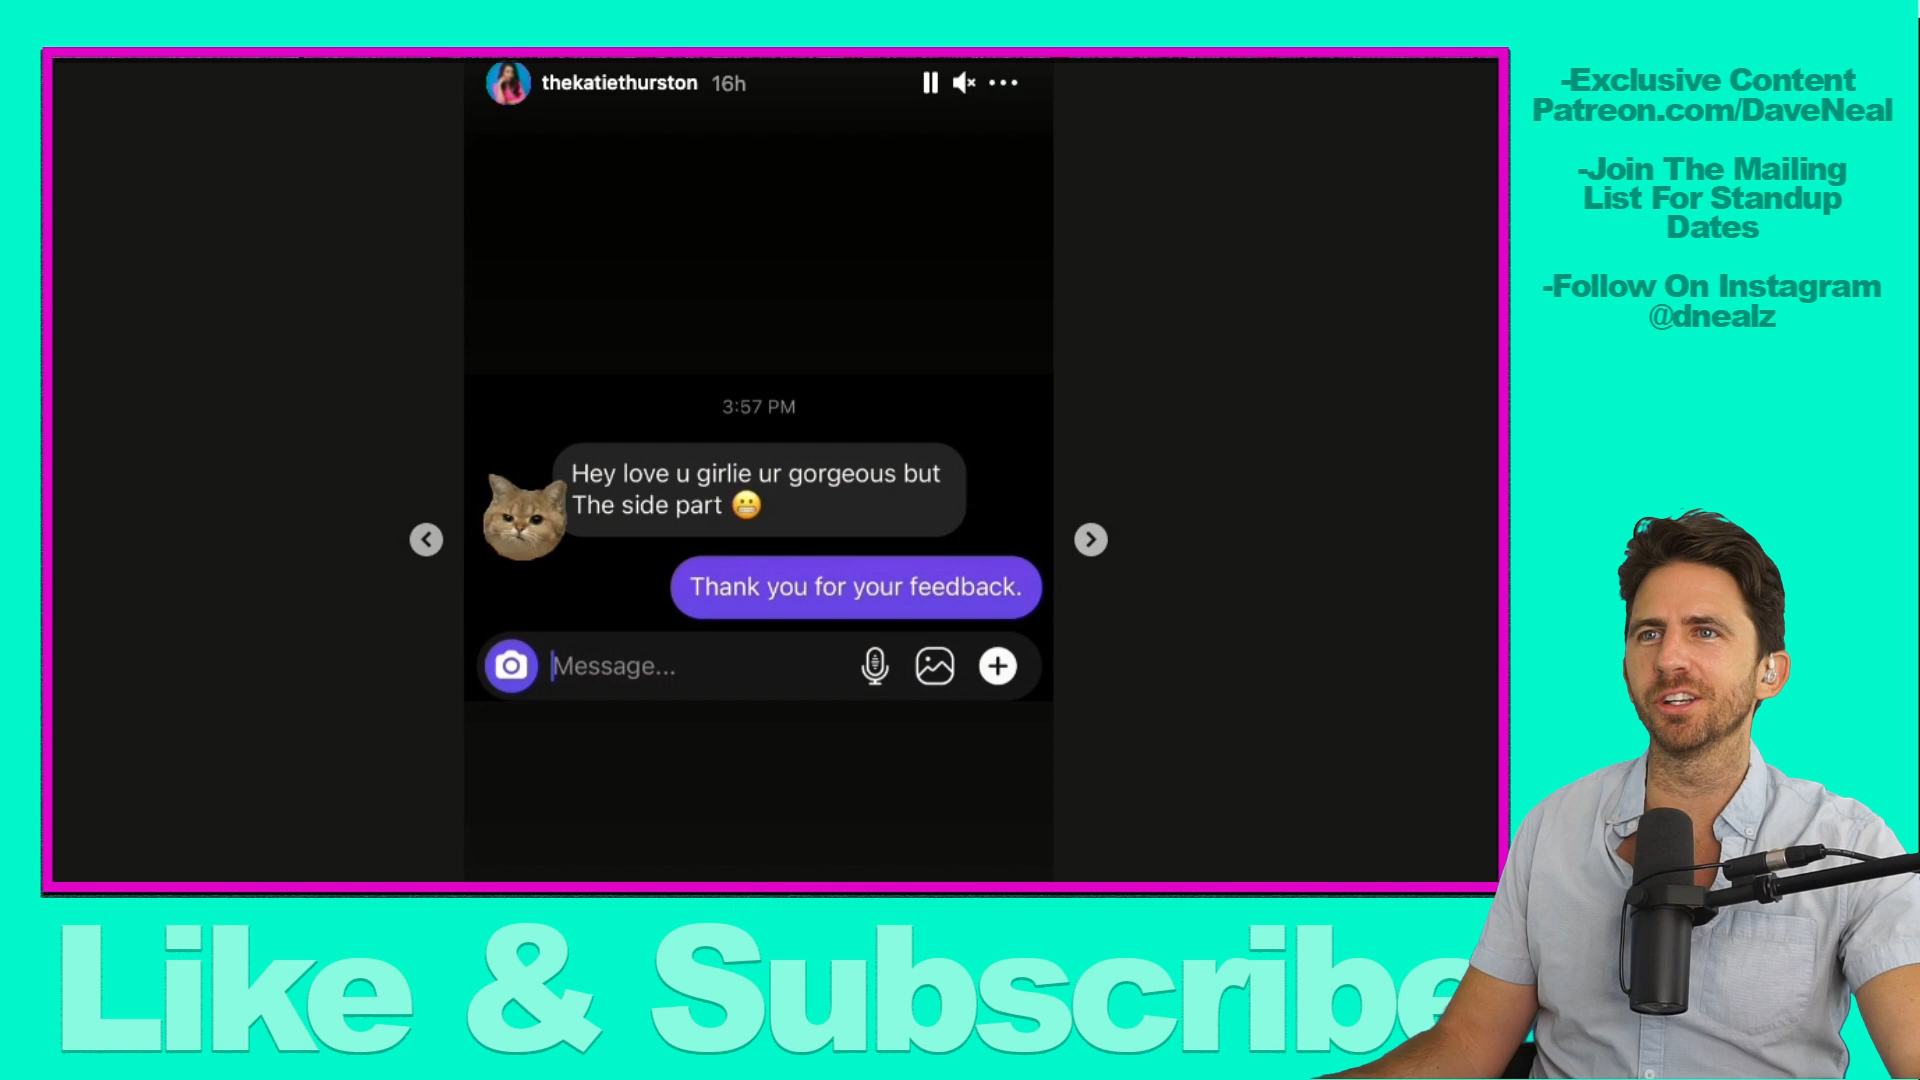 thekatiethurston 16h
3:57 PM
Hey love u girlie ur gorgeous but
The side part 😬
Thank you for your feedback.
Message...
-Exclusive Content
Patreon.com/DaveNeal
-Join The Mailing
List For Standup
Dates
-Follow On Instagram
@dnealz
Like & Subscribe